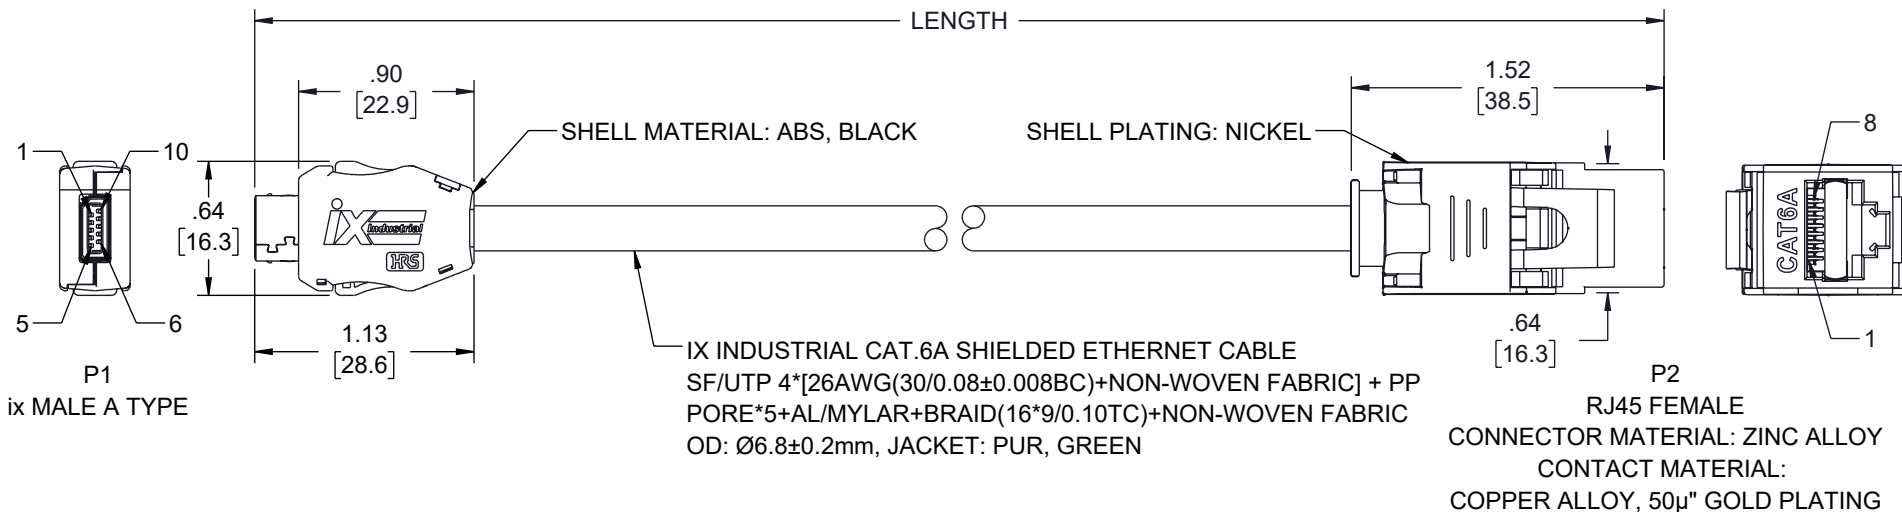 LENGTH
.90
[22.9]
1.52
[38.5]
SHELL MATERIAL: ABS, BLACK
SHELL PLATING: NICKEL
1
10
8
.64
[16.3]
iX Industrial
HRS
CAT6A
5
6
1.13
[28.6]
.64
[16.3]
1
P1
ix MALE A TYPE
IX INDUSTRIAL CAT.6A SHIELDED ETHERNET CABLE
SF/UTP 4*[26AWG(30/0.08±0.008BC)+NON-WOVEN FABRIC] + PP
PORE*5+AL/MYLAR+BRAID(16*9/0.10TC)+NON-WOVEN FABRIC
OD: Ø6.8±0.2mm, JACKET: PUR, GREEN
P2
RJ45 FEMALE
CONNECTOR MATERIAL: ZINC ALLOY
CONTACT MATERIAL:
COPPER ALLOY, 50µ" GOLD PLATING